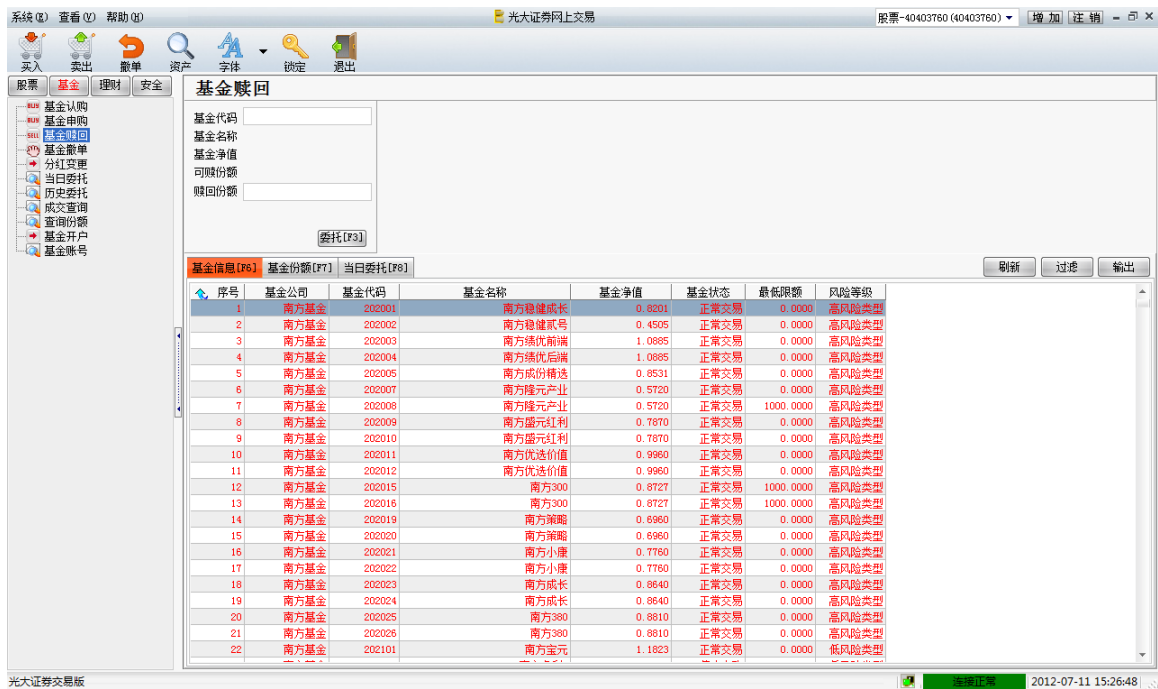 系统(X) 查看(V) 帮助(H) 光大证券网上交易 股票-40403760(40403760) 增 加 注 销
买入 卖出 撤单 资产 字体 锁定 退出
股票 基金 理财 安全
基金认购
基金申购
基金赎回
基金撤单
分红变更
当日委托
历史委托
成交查询
查询份额
基金开户
基金账号
基金赎回
基金代码
基金名称
基金净值
可赎份额
赎回份额
委托[F3]
基金信息[F6] 基金份额[F7] 当日委托[F8] 刷新 过滤 输出
序号 基金公司 基金代码 基金名称 基金净值 基金状态 最低限额 风险等级
1 南方基金 202001 南方稳健成长 0.8201 正常交易 0.0000 高风险类型
2 南方基金 202002 南方稳健贰号 0.4505 正常交易 0.0000 高风险类型
3 南方基金 202003 南方绩优前端 1.0885 正常交易 0.0000 高风险类型
4 南方基金 202004 南方绩优后端 1.0885 正常交易 0.0000 高风险类型
5 南方基金 202005 南方成份精选 0.8531 正常交易 0.0000 高风险类型
6 南方基金 202007 南方隆元产业 0.5720 正常交易 0.0000 高风险类型
7 南方基金 202008 南方隆元产业 0.5720 正常交易 1000.0000 高风险类型
8 南方基金 202009 南方盛元红利 0.7870 正常交易 0.0000 高风险类型
9 南方基金 202010 南方盛元红利 0.7870 正常交易 0.0000 高风险类型
10 南方基金 202011 南方优选价值 0.9960 正常交易 0.0000 高风险类型
11 南方基金 202012 南方优选价值 0.9960 正常交易 0.0000 高风险类型
12 南方基金 202015 南方300 0.8727 正常交易 1000.0000 高风险类型
13 南方基金 202016 南方300 0.8727 正常交易 1000.0000 高风险类型
14 南方基金 202019 南方策略 0.6960 正常交易 0.0000 高风险类型
15 南方基金 202020 南方策略 0.6960 正常交易 0.0000 高风险类型
16 南方基金 202021 南方小康 0.7760 正常交易 0.0000 高风险类型
17 南方基金 202022 南方小康 0.7760 正常交易 0.0000 高风险类型
18 南方基金 202023 南方成长 0.8640 正常交易 0.0000 高风险类型
19 南方基金 202024 南方成长 0.8640 正常交易 0.0000 高风险类型
20 南方基金 202025 南方380 0.8810 正常交易 0.0000 高风险类型
21 南方基金 202026 南方380 0.8810 正常交易 0.0000 高风险类型
22 南方基金 202101 南方宝元 1.1823 正常交易 0.0000 低风险类型
光大证券交易版 连接正常 2012-07-11 15:26:48